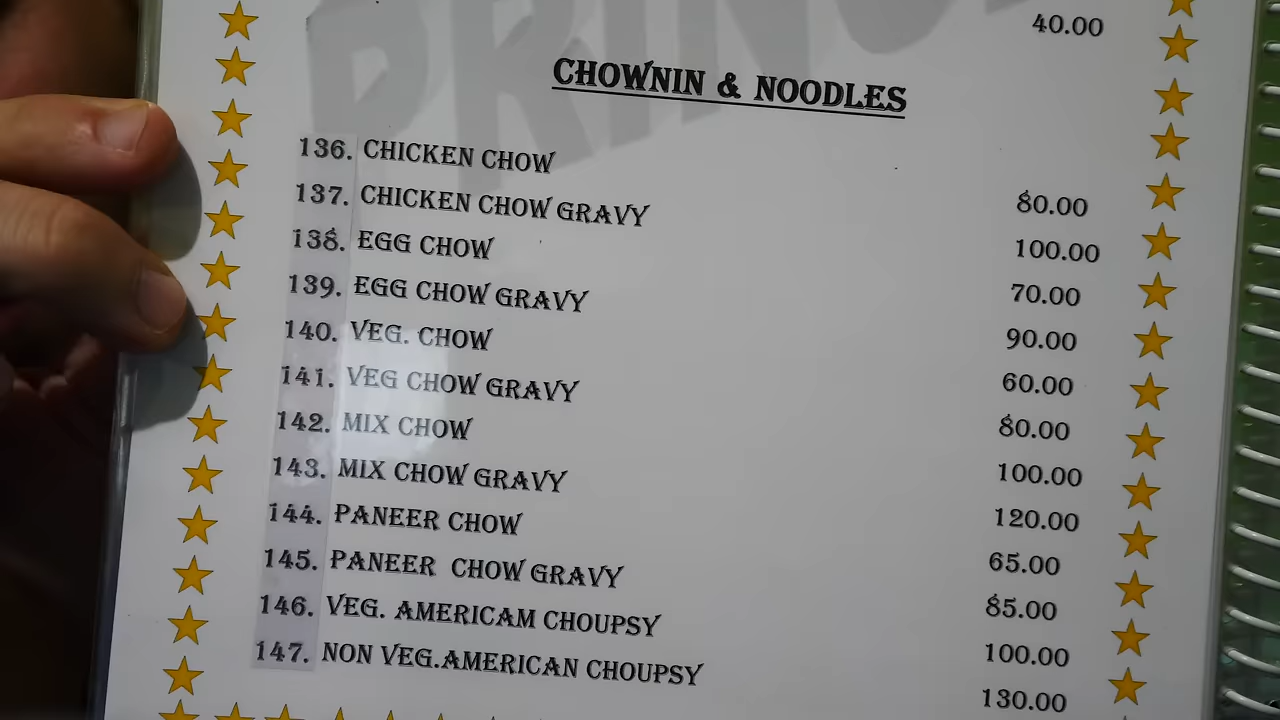 40.00
CHOWNIN & NOODLES
136. CHICKEN CHOW 80.00
137. CHICKEN CHOW GRAVY 100.00
138. EGG CHOW 70.00
139. EGG CHOW GRAVY 90.00
140. VEG. CHOW 60.00
141. VEG CHOW GRAVY 80.00
142. MIX CHOW 100.00
143. MIX CHOW GRAVY 120.00
144. PANEER CHOW 65.00
145. PANEER CHOW GRAVY 85.00
146. VEG. AMERICAM CHOUPSY 100.00
147. NON VEG.AMERICAN CHOUPSY 130.00